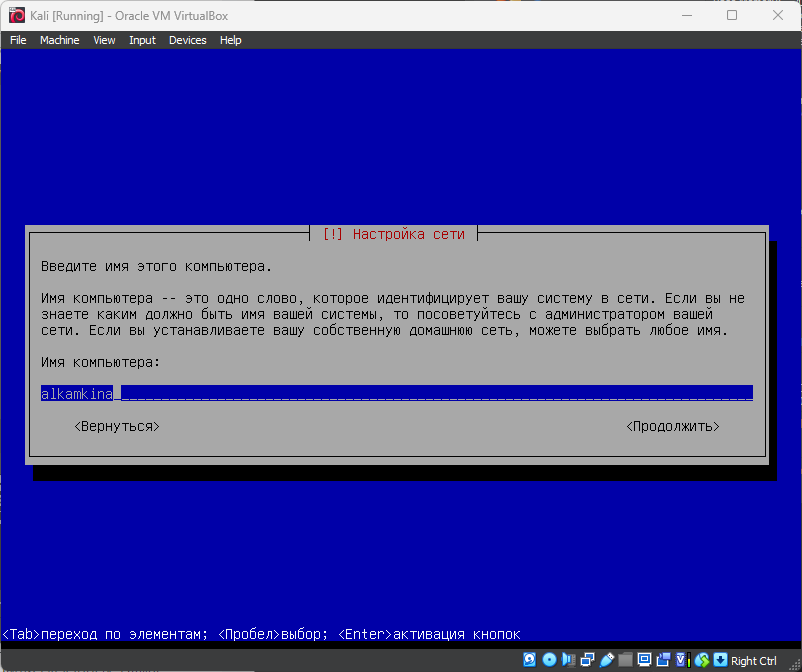 Kali [Running] - Oracle VM VirtualBox
File Machine View Input Devices Help
[!] Настройка сети
Введите имя этого компьютера.
Имя компьютера -- это одно слово, которое идентифицирует вашу систему в сети. Если вы не
знаете каким должно быть имя вашей системы, то посоветуйтесь с администратором вашей
сети. Если вы устанавливаете вашу собственную домашнюю сеть, можете выбрать любое имя.
Имя компьютера:
alkamkina
<Вернуться> <Продолжить>
<Tab>переход по элементам; <Пробел>выбор; <Enter>активация кнопок
Right Ctrl